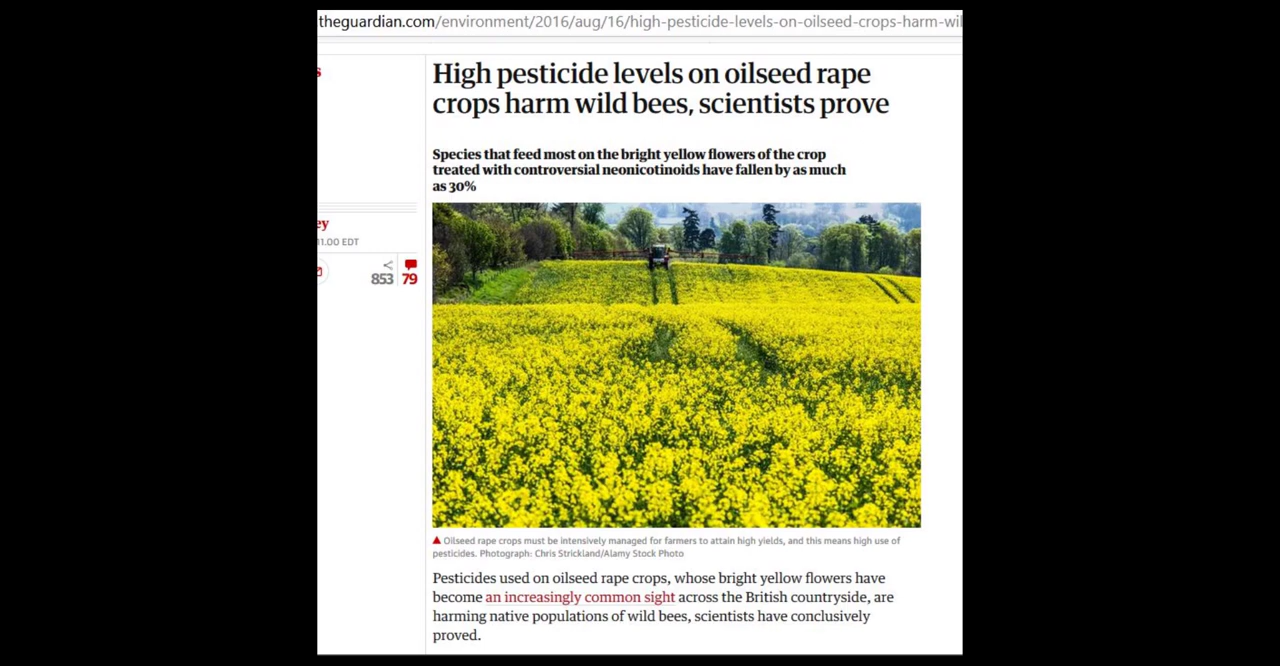 theguardian.com/environment/2016/aug/16/high-pesticide-levels-on-oilseed-crops-harm-wil
s
High pesticide levels on oilseed rape
crops harm wild bees, scientists prove
Species that feed most on the bright yellow flowers of the crop
treated with controversial neonicotinoids have fallen by as much
as 30%
ey
11.00 EDT
853 79
Oilseed rape crops must be intensively managed for farmers to attain high yields, and this means high use of
pesticides. Photograph: Chris Strickland/Alamy Stock Photo
Pesticides used on oilseed rape crops, whose bright yellow flowers have
become an increasingly common sight across the British countryside, are
harming native populations of wild bees, scientists have conclusively
proved.